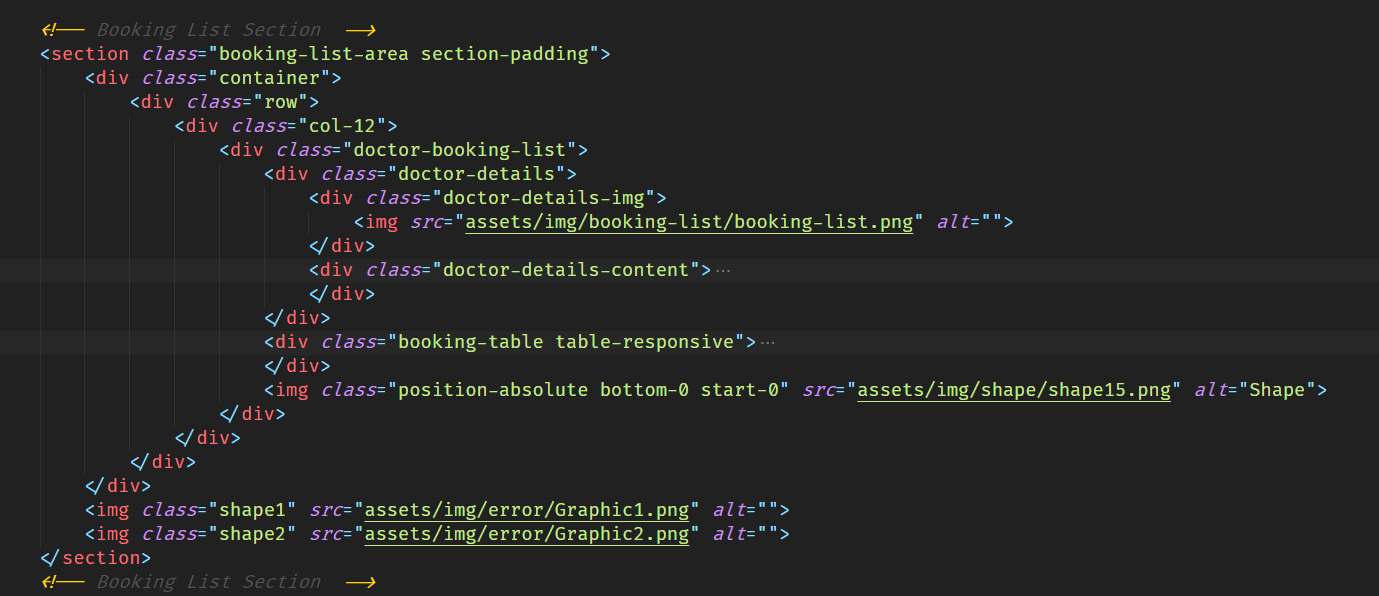 <!-- Booking List Section -->
<section class="booking-list-area section-padding">
<div class="container">
<div class="row">
<div class="col-12">
<div class="doctor-booking-list">
<div class="doctor-details">
<div class="doctor-details-img">
<img src="assets/img/booking-list/booking-list.png" alt="">
</div>
<div class="doctor-details-content">···
</div>
</div>
<div class="booking-table table-responsive">···
</div>
<img class="position-absolute bottom-0 start-0" src="assets/img/shape/shape15.png" alt="Shape">
</div>
</div>
</div>
</div>
<img class="shape1" src="assets/img/error/Graphic1.png" alt="">
<img class="shape2" src="assets/img/error/Graphic2.png" alt="">
</section>
<!-- Booking List Section -->